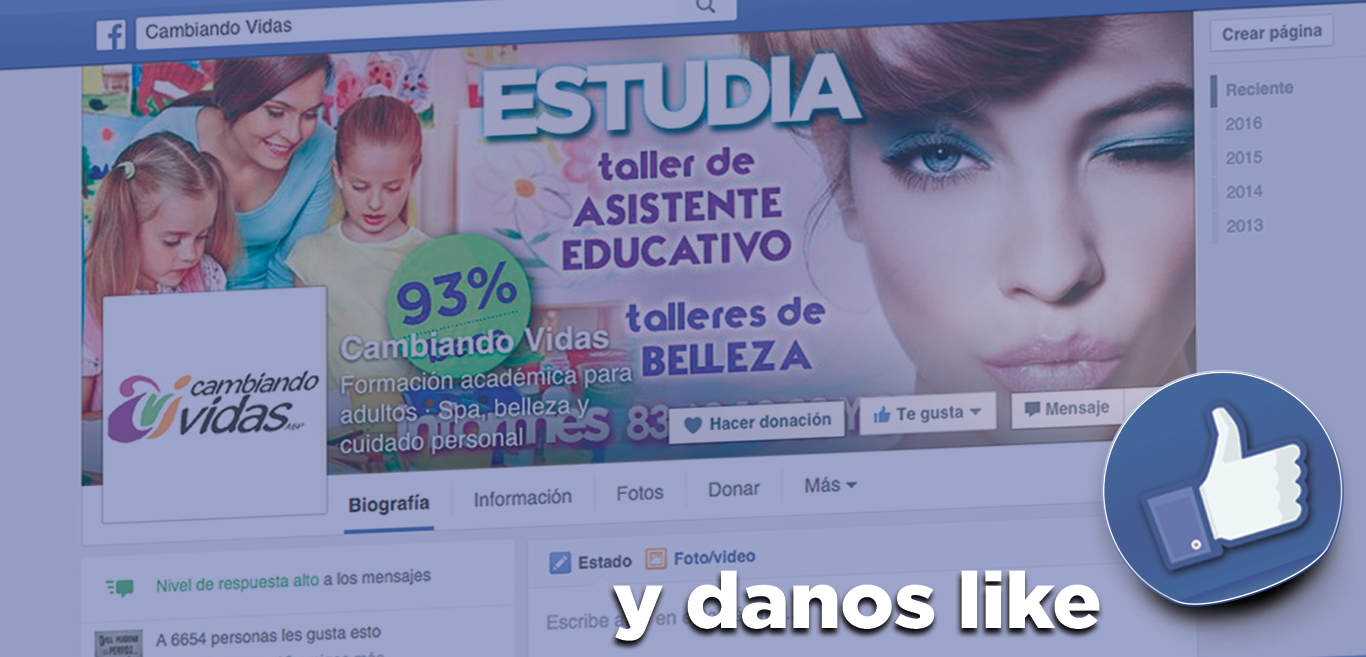 Cambiando Vidas
Crear página
Reciente
2016
2015
2014
2013
ESTUDIA
taller de
ASISTENTE
EDUCATIVO
93%
talleres de
BELLEZA
Cambiando Vidas
Formación académica para
adultos · Spa, belleza y
cuidado personal
Informes 83
cambiando
vidas
Hacer donación
Te gusta
Mensaje
Biografía
Información
Fotos
Donar
Más
Nivel de respuesta alto a los mensajes
Estado
Foto/video
Escribe
y danos like
A 6654 personas les gusta esto